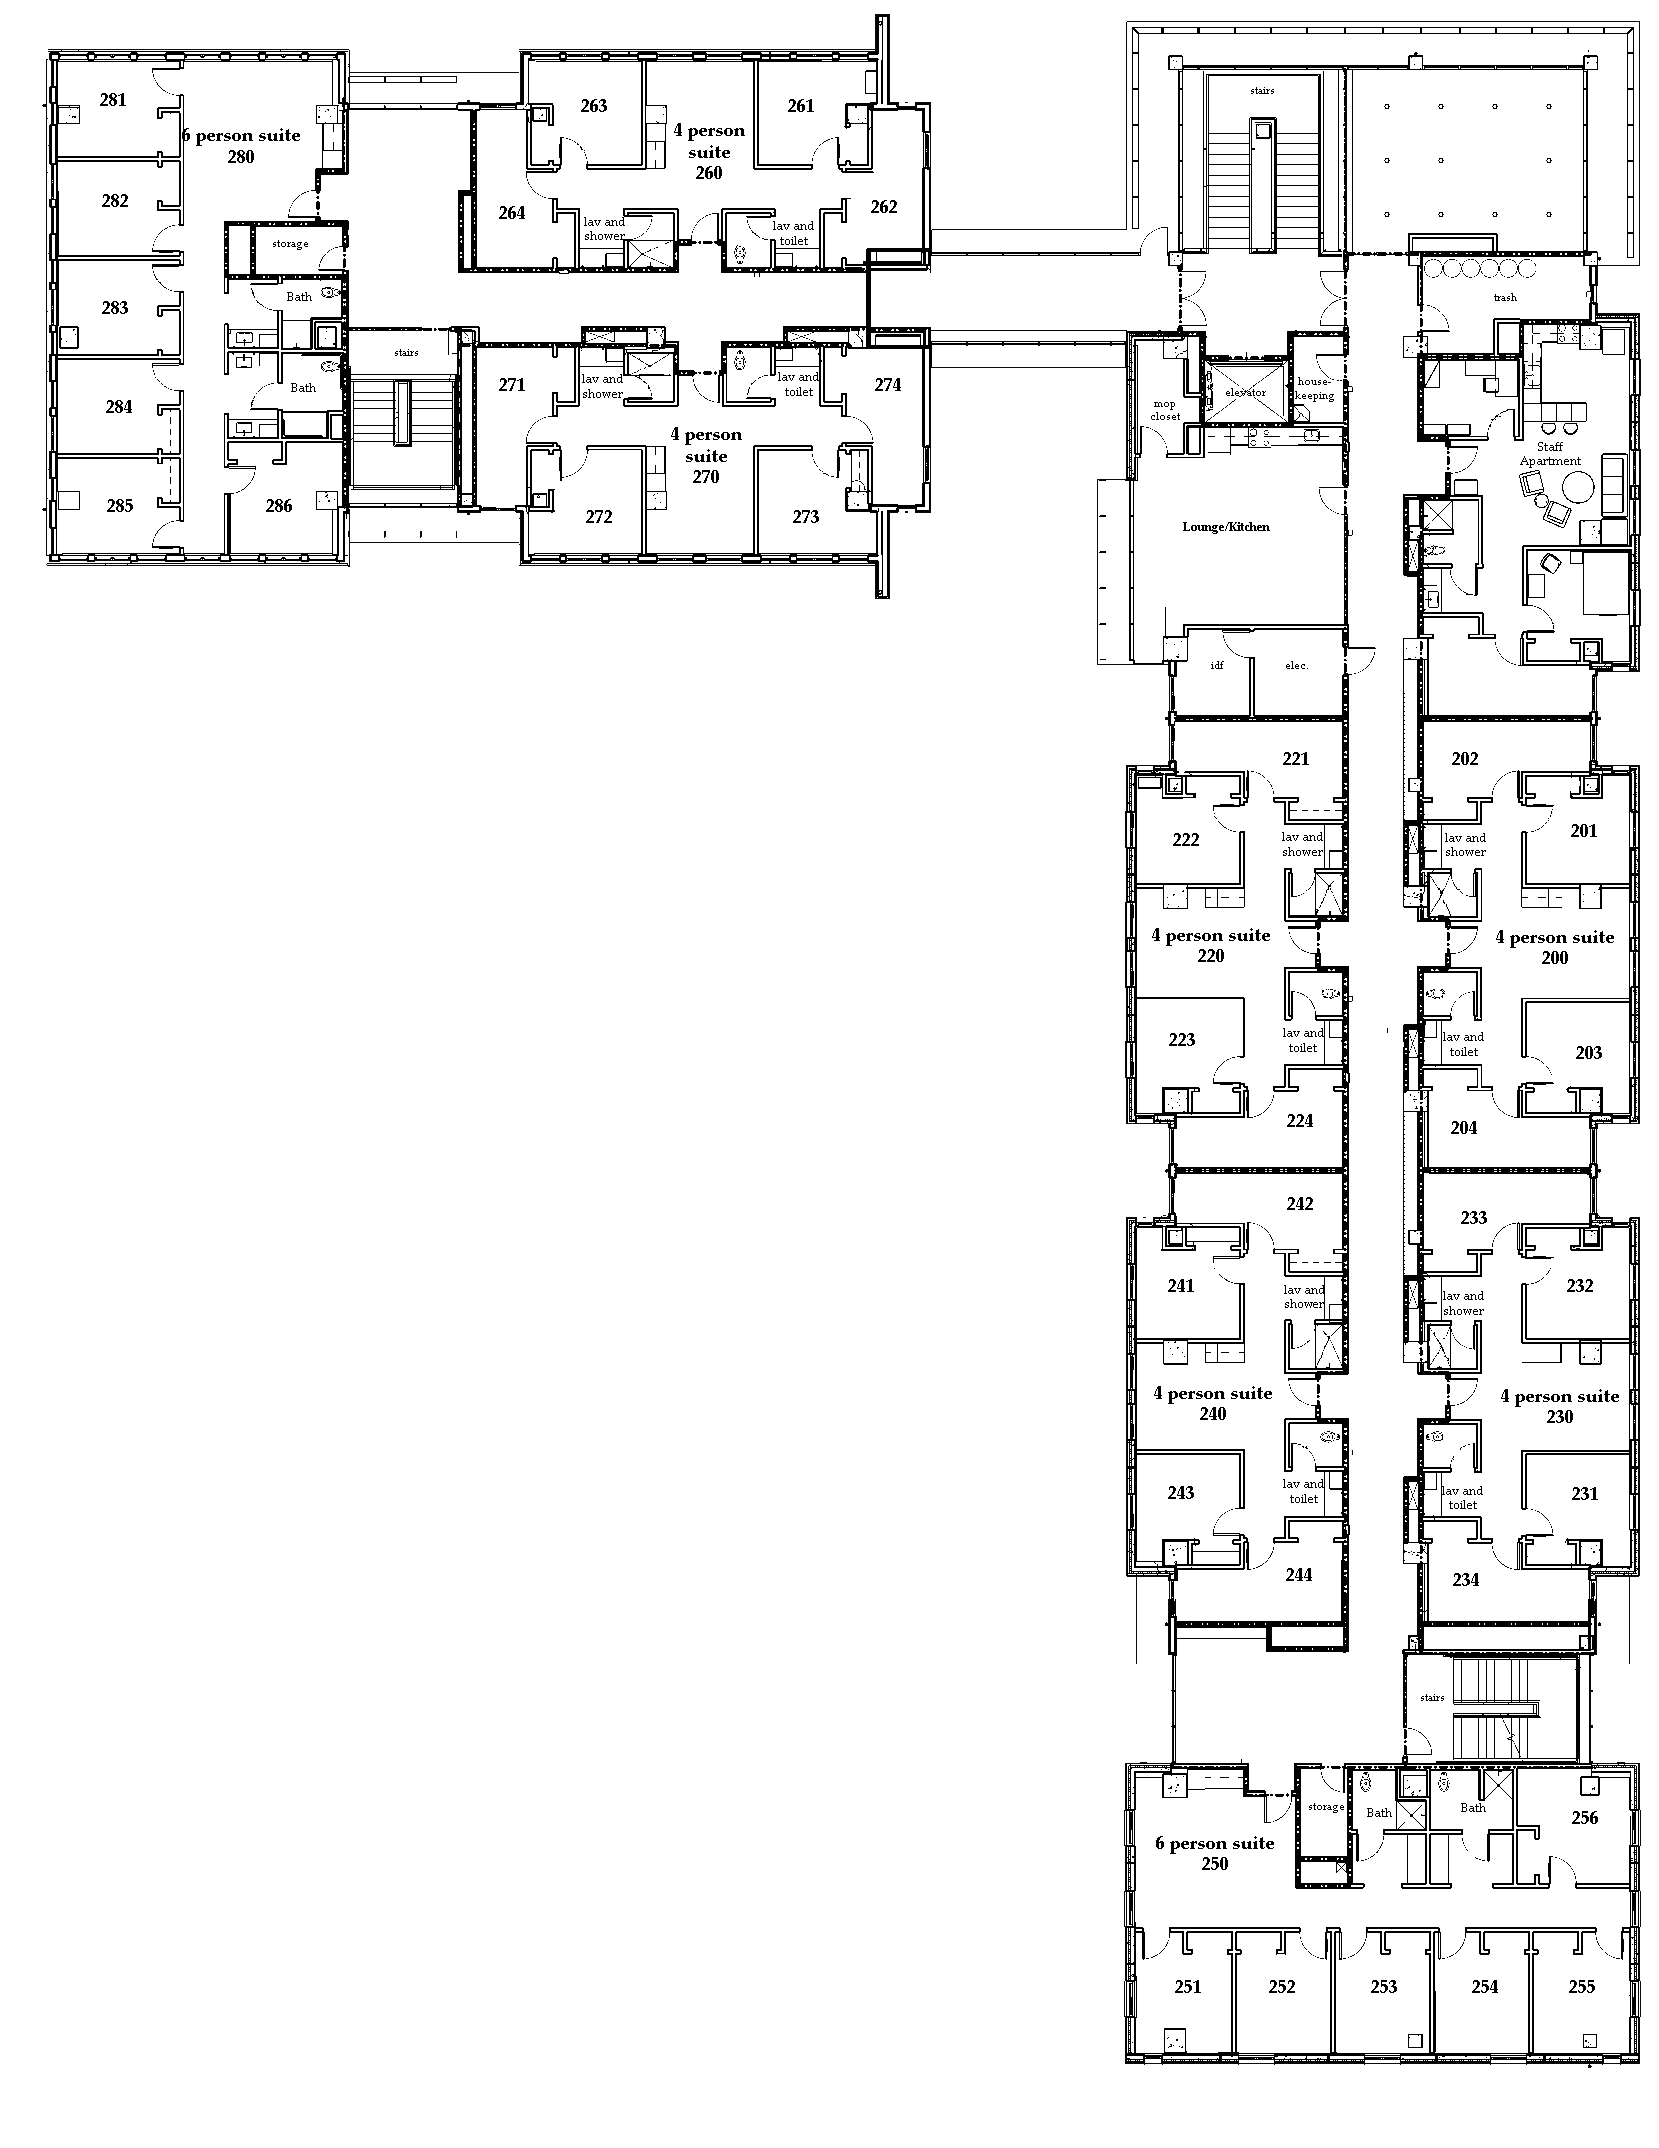 281
6 person suite
280
282
storage
283
Bath
284
Bath
285
286
stairs
263
261
4 person
suite
260
264
262
lav and
shower
lav and
toilet
271
274
lav and
shower
lav and
toilet
4 person
suite
270
272
273
stairs
trash
mop
closet
elevator
house-
keeping
Staff
Apartment
Lounge/Kitchen
idf
elec.
221
202
222
201
lav and
shower
lav and
shower
4 person suite
220
4 person suite
200
223
203
lav and
toilet
lav and
toilet
224
204
242
233
241
232
lav and
shower
lav and
shower
4 person suite
240
4 person suite
230
243
231
lav and
toilet
lav and
toilet
244
234
stairs
storage
Bath
Bath
256
6 person suite
250
251
252
253
254
255